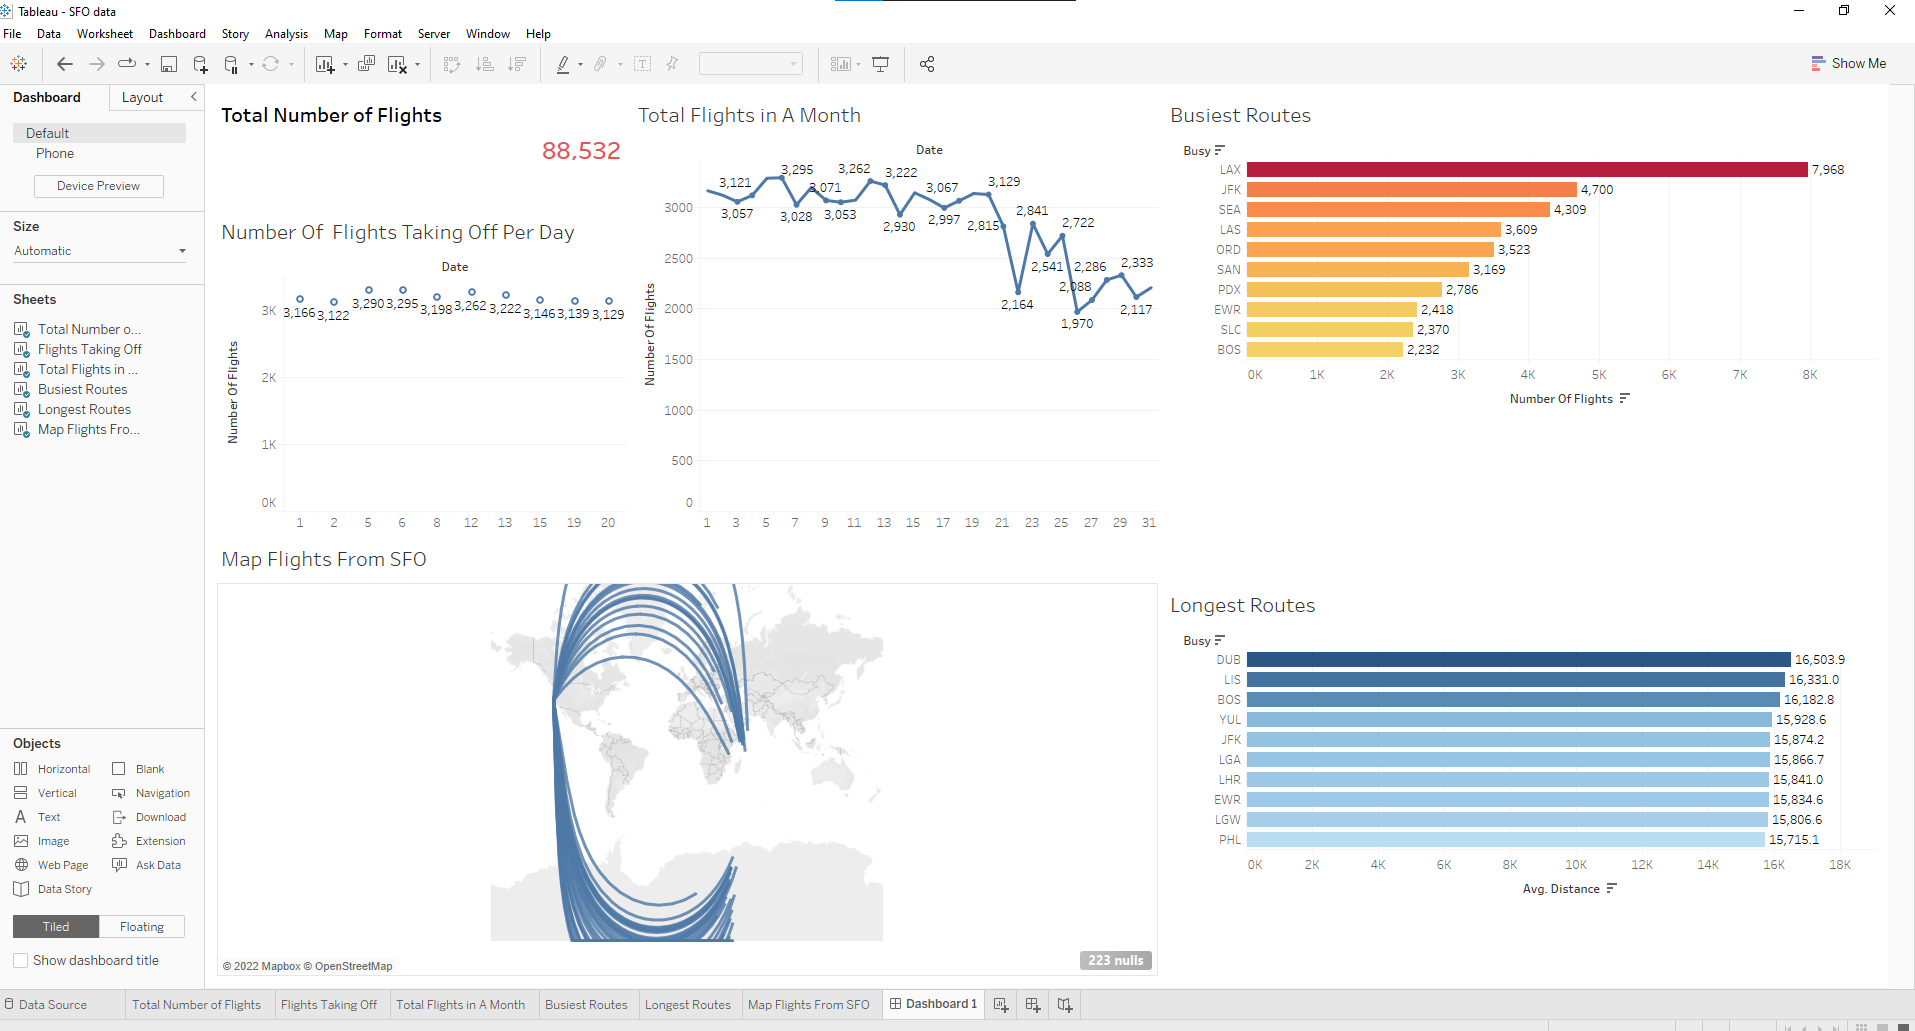 Tableau - SFO data
File Data Worksheet Dashboard Story Analysis Map Format Server Window Help
Show Me
Dashboard Layout
Default
Phone
Device Preview
Size
Automatic
Sheets
Total Number o...
Flights Taking Off
Total Flights in ...
Busiest Routes
Longest Routes
Map Flights Fro...
Objects
Horizontal Blank
Vertical Navigation
Text Download
Image Extension
Web Page Ask Data
Data Story
Tiled Floating
Show dashboard title
Total Number of Flights
88,532
Number Of Flights Taking Off Per Day
Date
Number Of Flights
3K
2K
1K
0K
3,166 3,122 3,290 3,295 3,198 3,262 3,222 3,146 3,139 3,129
1 2 5 6 8 12 13 15 19 20
Total Flights in A Month
Date
Number Of Flights
3000
2500
2000
1500
1000
500
0
3,121 3,057 3,295 3,028 3,071 3,053 3,262 3,222 2,930 3,067 2,997 3,129 2,815 2,164 2,841 2,541 2,722 1,970 2,088 2,286 2,333 2,117
1 3 5 7 9 11 13 15 17 19 21 23 25 27 29 31
Busiest Routes
Busy
LAX 7,968
JFK 4,700
SEA 4,309
LAS 3,609
ORD 3,523
SAN 3,169
PDX 2,786
EWR 2,418
SLC 2,370
BOS 2,232
0K 1K 2K 3K 4K 5K 6K 7K 8K
Number Of Flights
Map Flights From SFO
© 2022 Mapbox © OpenStreetMap
223 nulls
Longest Routes
Busy
DUB 16,503.9
LIS 16,331.0
BOS 16,182.8
YUL 15,928.6
JFK 15,874.2
LGA 15,866.7
LHR 15,841.0
EWR 15,834.6
LGW 15,806.6
PHL 15,715.1
0K 2K 4K 6K 8K 10K 12K 14K 16K 18K
Avg. Distance
Data Source Total Number of Flights Flights Taking Off Total Flights in A Month Busiest Routes Longest Routes Map Flights From SFO Dashboard 1